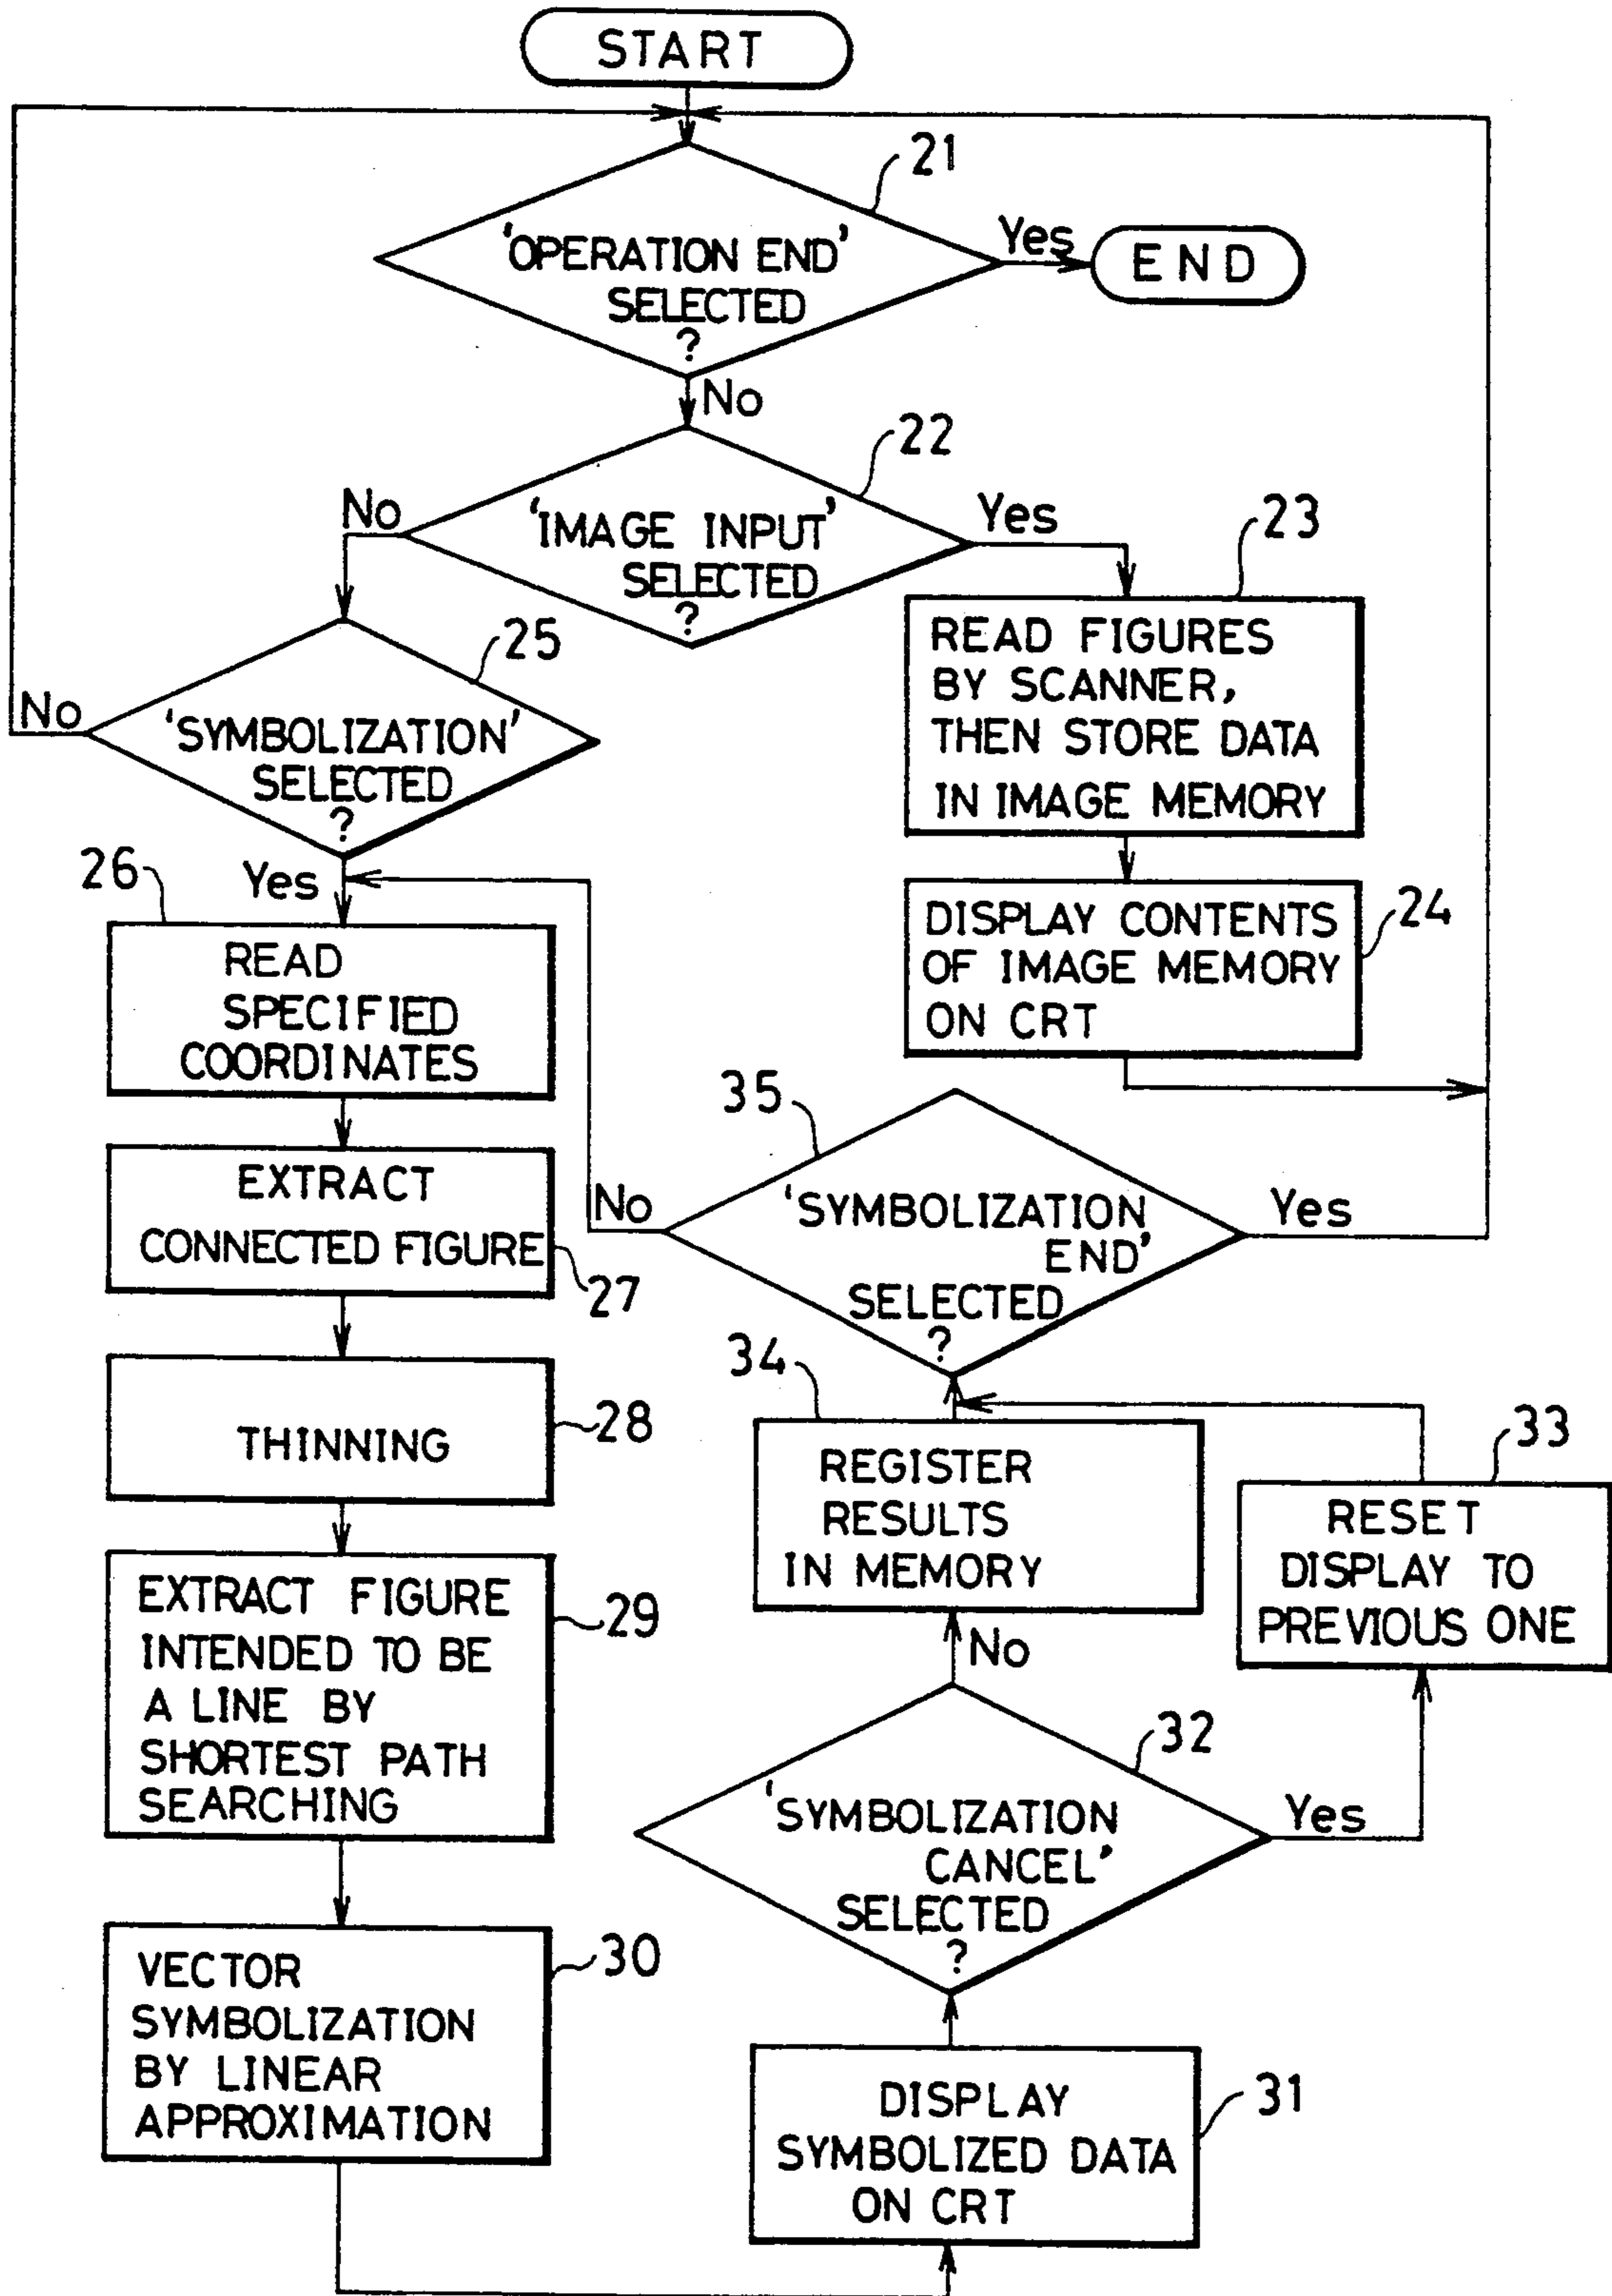 START
21
'OPERATION END'
SELECTED
?
Yes
END
No
22
'IMAGE INPUT'
SELECTED
?
No
Yes
23
READ FIGURES
BY SCANNER,
THEN STORE DATA
IN IMAGE MEMORY
25
No
'SYMBOLIZATION'
SELECTED
?
24
DISPLAY CONTENTS
OF IMAGE MEMORY
ON CRT
26
Yes
READ
SPECIFIED
COORDINATES
35
'SYMBOLIZATION
END'
SELECTED
?
No
Yes
EXTRACT
CONNECTED FIGURE
27
THINNING
28
34
REGISTER
RESULTS
IN MEMORY
33
RESET
DISPLAY TO
PREVIOUS ONE
EXTRACT FIGURE
INTENDED TO BE
A LINE BY
SHORTEST PATH
SEARCHING
29
No
32
'SYMBOLIZATION
CANCEL'
SELECTED
?
Yes
VECTOR
SYMBOLIZATION
BY LINEAR
APPROXIMATION
30
DISPLAY
SYMBOLIZED DATA
ON CRT
31